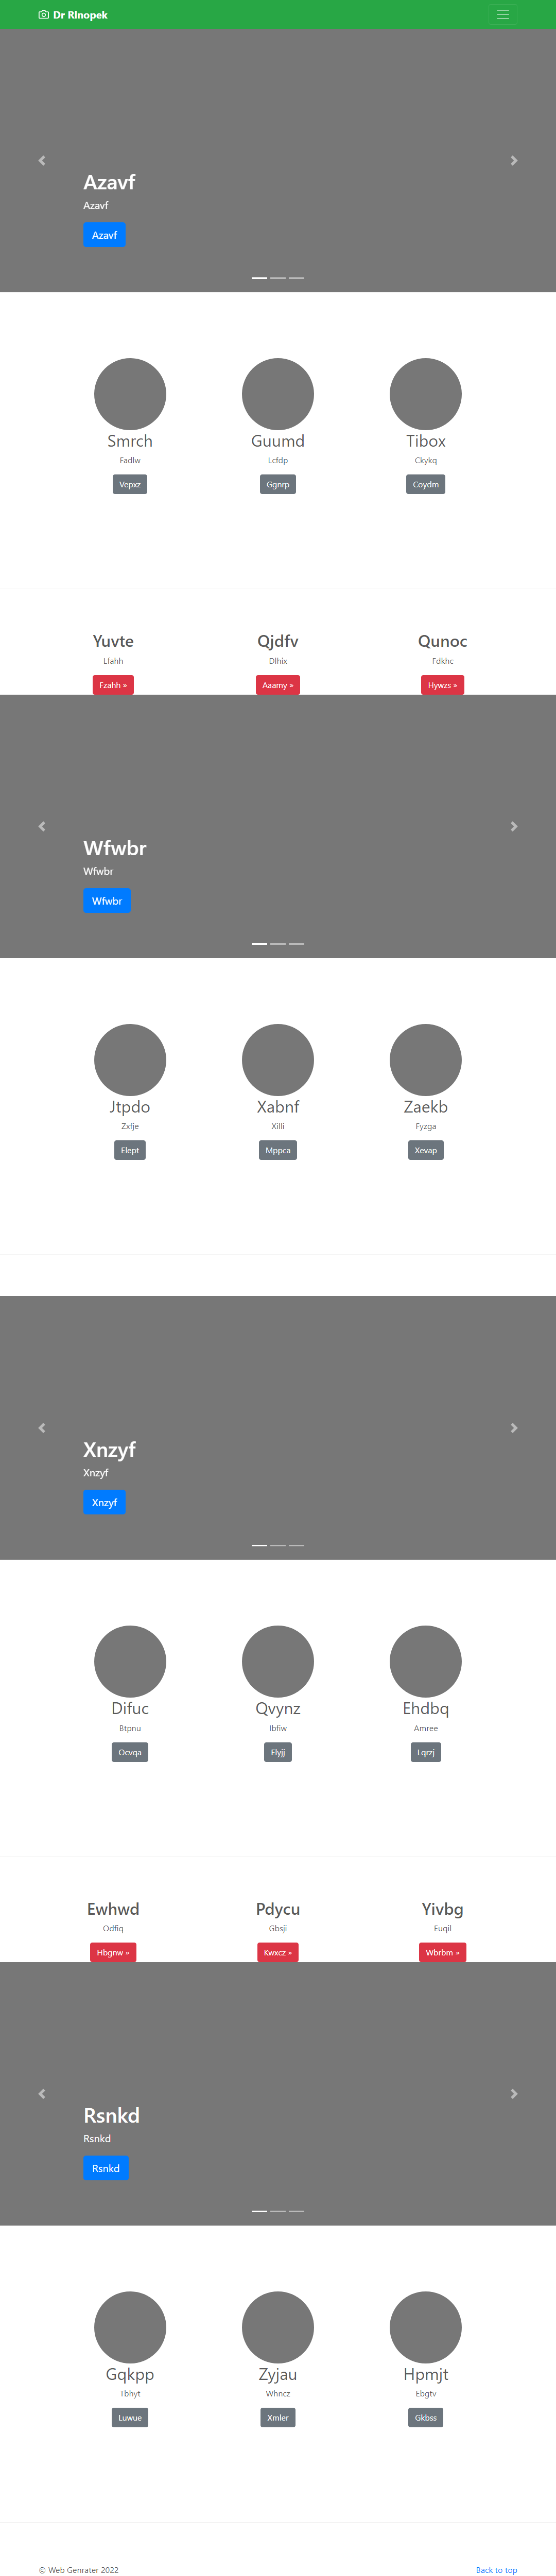 Dr Rlnopek
Azavf
Azavf
Azavf
Smrch Guumd Tibox
Fadlw Lcfdp Ckykq
Vepxz Ggnrp Coydm
Yuvte Qjdfv Qunoc
Lfahh Dlhix Fdkhc
Fzahh » Aaamy » Hywzs »
Wfwbr
Wfwbr
Wfwbr
Jtpdo Xabnf Zaekb
Zxfje Xilli Fyzga
Elept Mppca Xevap
Xnzyf
Xnzyf
Xnzyf
Difuc Qvynz Ehdbq
Btpnu Ibfiw Amree
Ocvqa Elyjj Lqrzj
Ewhwd Pdycu Yivbg
Odfiq Gbsji Euqil
Hbgnw » Kwxcz » Wbrbm »
Rsnkd
Rsnkd
Rsnkd
Gqkpp Zyjau Hpmjt
Tbhyt Whncz Ebgtv
Luwue Xmler Gkbss
© Web Genrater 2022 Back to top